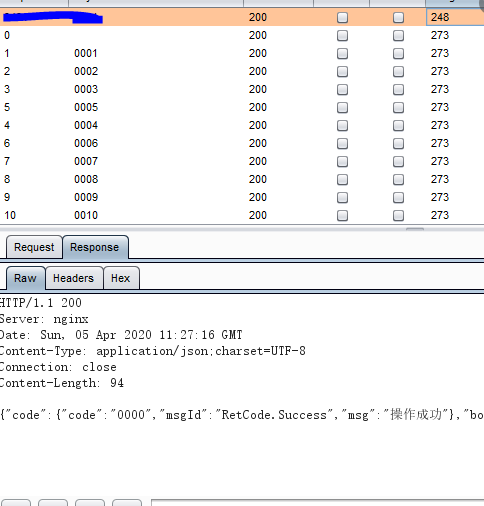 200 248
0 200 273
1 0001 200 273
2 0002 200 273
3 0003 200 273
5 0005 200 273
4 0004 200 273
6 0006 200 273
7 0007 200 273
8 0008 200 273
9 0009 200 273
10 0010 200 273
Request Response
Raw Headers Hex
HTTP/1.1 200
Server: nginx
Date: Sun, 05 Apr 2020 11:27:16 GMT
Content-Type: application/json;charset=UTF-8
Connection: close
Content-Length: 94
{"code":{"code":"0000","msgId":"RetCode.Success","msg":"操作成功"},"bo